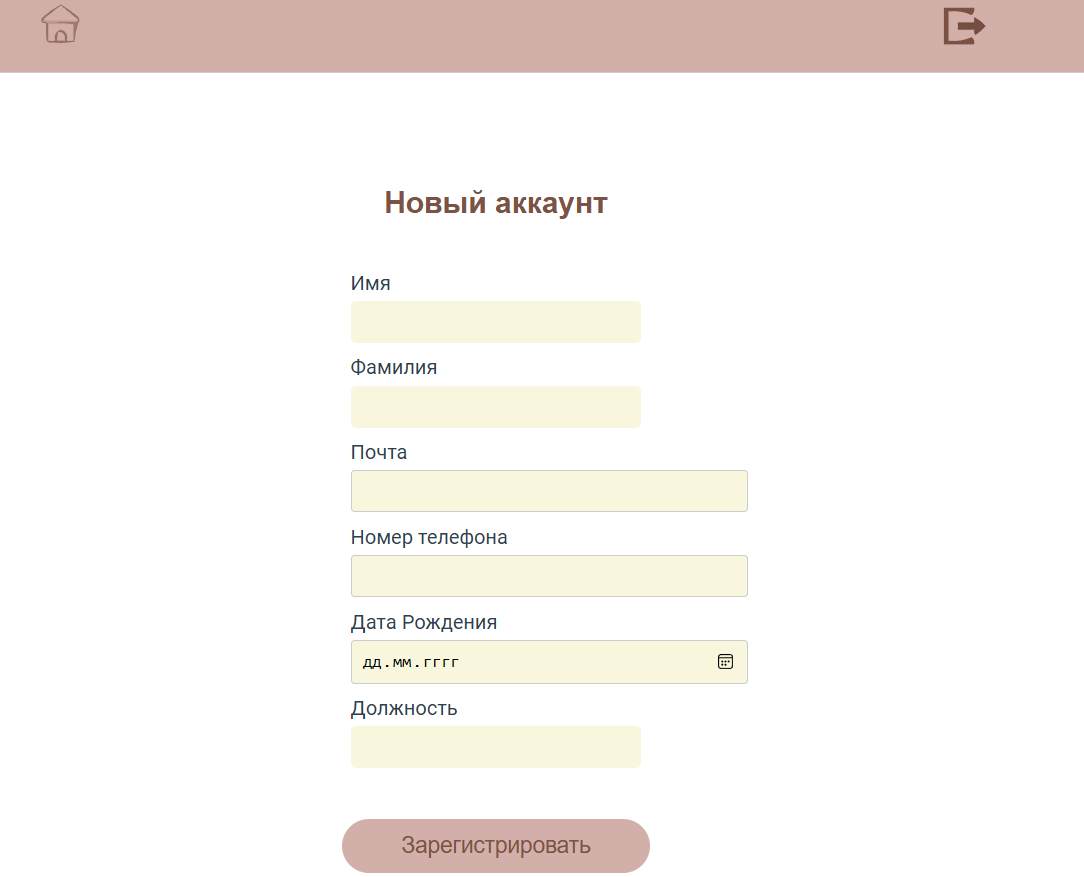 Новый аккаунт
Имя
Фамилия
Почта
Номер телефона
Дата Рождения
дд.мм.гггг
Должность
Зарегистрировать